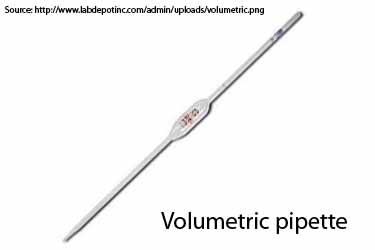 Source: http://www.labdepotinc.com/admin/uploads/volumetric.png
Volumetric pipette